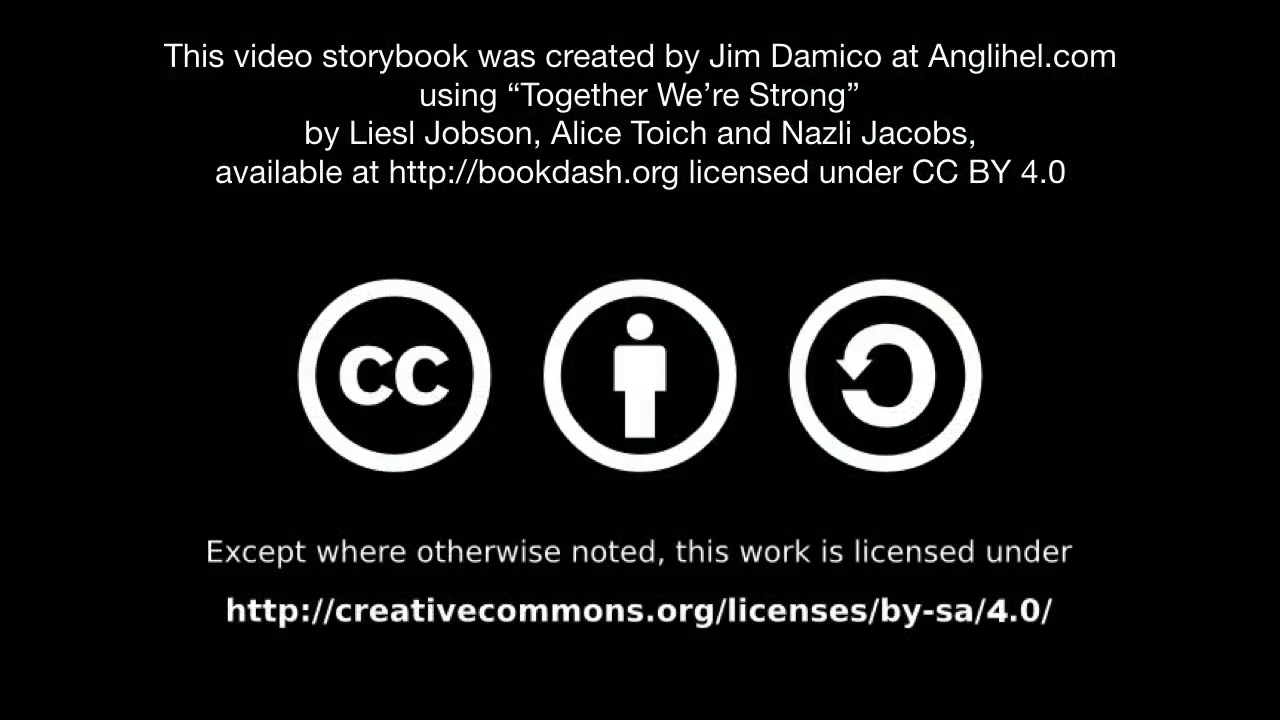 This video storybook was created by Jim Damico at Anglihel.com
using “Together We’re Strong”
by Liesl Jobson, Alice Toich and Nazli Jacobs,
available at http://bookdash.org licensed under CC BY 4.0
cc
Except where otherwise noted, this work is licensed under
http://creativecommons.org/licenses/by-sa/4.0/